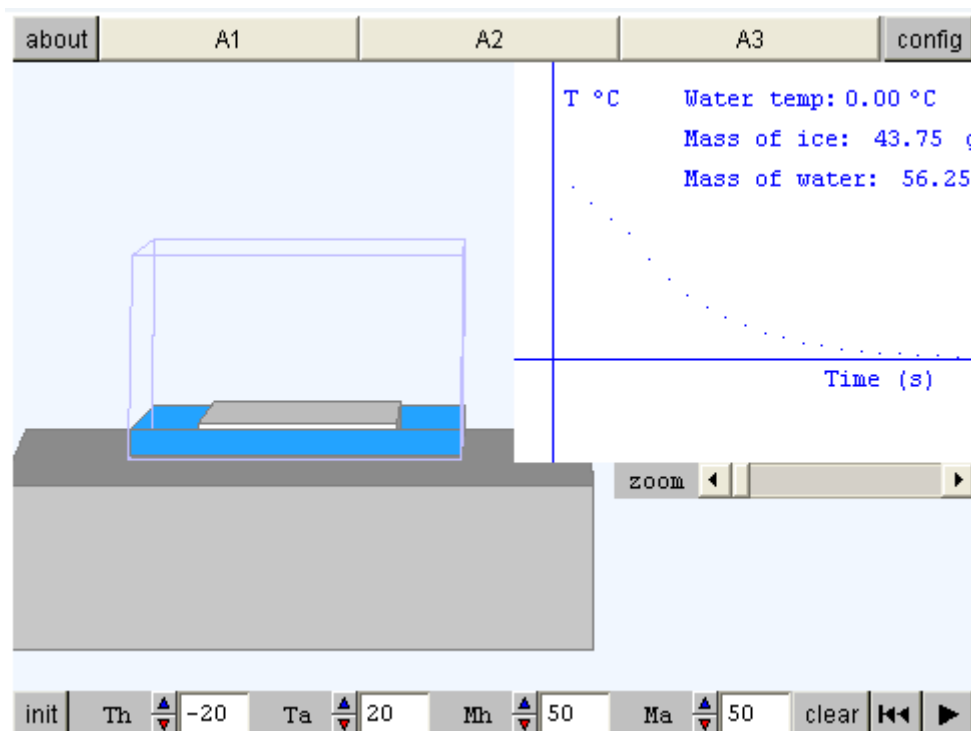 about A1 A2 A3 config
T °C Water temp: 0.00 °C
Mass of ice: 43.75 g
Mass of water: 56.25
Time (s)
zoom
init Th -20 Ta 20 Mh 50 Ma 50 clear